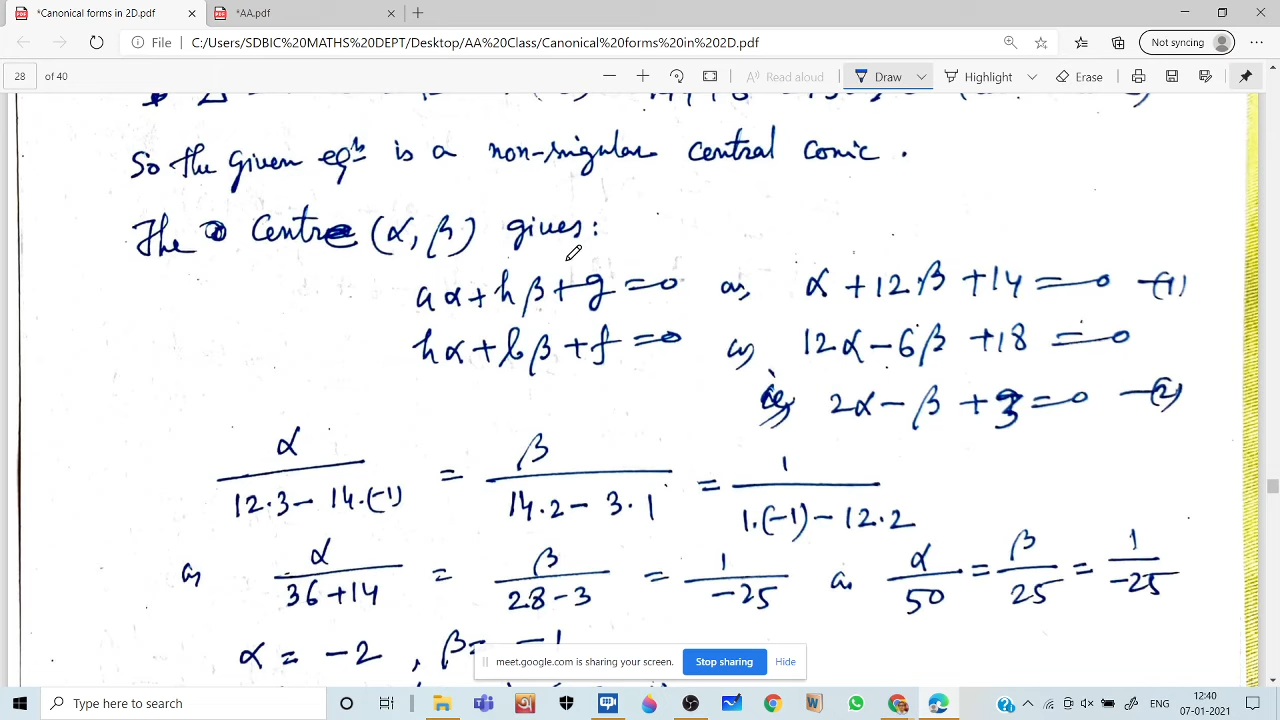 *Canonical forms in 2D.pdf
*AA.pdf
File C:/Users/SDBIC%20MATHS%20DEPT/Desktop/AA%20Class/Canonical%20forms%20in%202D.pdf Not syncing
28 of 40 Read aloud Draw Highlight Erase
So the given eqn is a non-singular central conic.
The Centre (α, β) gives:
aα+hβ+g=0 or, α+12β+14=0 —(1)
hα+bβ+f=0 or 12α-6β+18=0
ie, 2α-β+3=0 —(2)
α/(12·3-14·(-1)) = β/(14·2-3·1) = 1/(1·(-1)-12·2)
or α/(36+14) = β/(28-3) = 1/-25 or α/50 = β/25 = 1/-25
α = -2, β= -1
meet.google.com is sharing your screen. Stop sharing Hide
Type here to search
ENG
12:40
07-01-2021